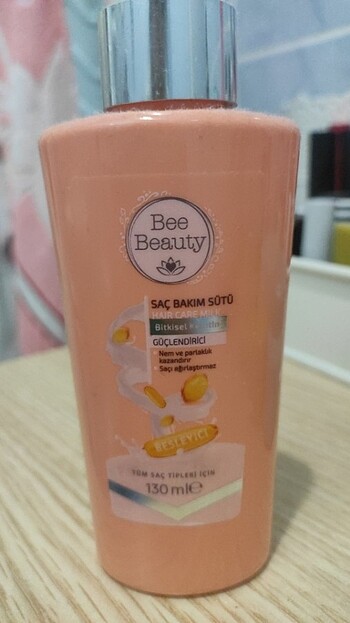 Bee
Beauty
SAÇ BAKIM SÜTÜ
HAIR CARE MILK
Bitkisel
GÜÇLENDİRİCİ
• Nem ve parlaklık
kazandırır
• Saçı ağırlaştırmaz
BESLEYİCİ
TÜM SAÇ TİPLERİ İÇİN
130 ml ℮